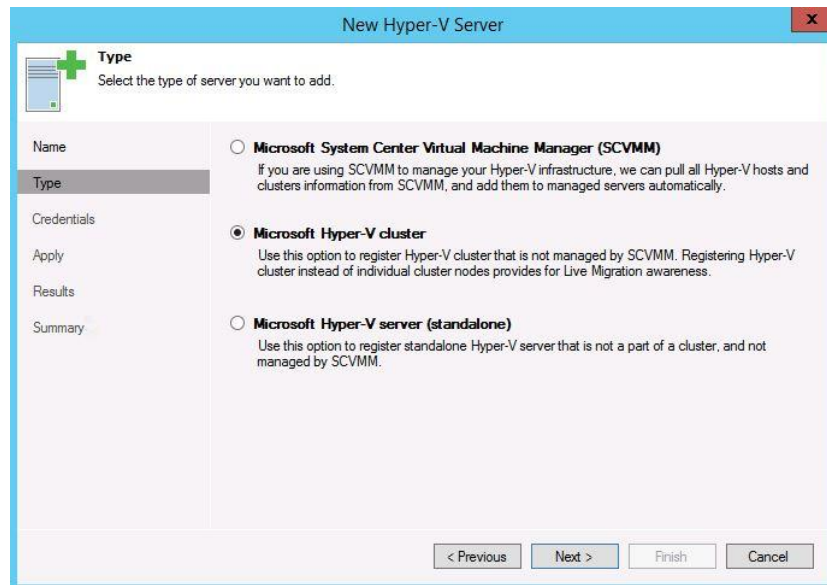 New Hyper-V Server
x
Type
Select the type of server you want to add.
Name
Type
Credentials
Apply
Results
Summary
Microsoft System Center Virtual Machine Manager (SCVMM)
If you are using SCVMM to manage your Hyper-V infrastructure, we can pull all Hyper-V hosts and
clusters information from SCVMM, and add them to managed servers automatically.
Microsoft Hyper-V cluster
Use this option to register Hyper-V cluster that is not managed by SCVMM. Registering Hyper-V
cluster instead of individual cluster nodes provides for Live Migration awareness.
Microsoft Hyper-V server (standalone)
Use this option to register standalone Hyper-V server that is not a part of a cluster, and not
managed by SCVMM.
< Previous Next > Finish Cancel